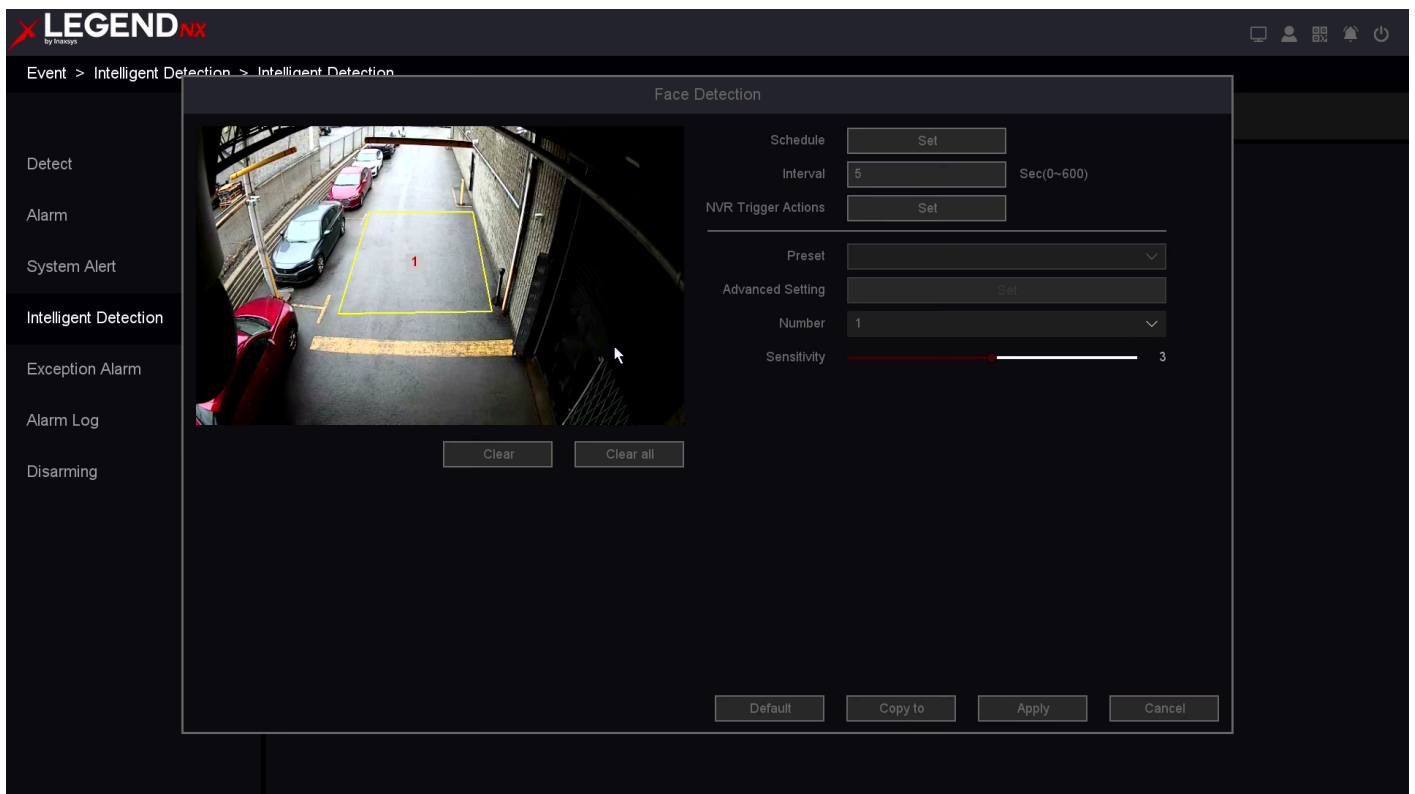 LEGEND NX
by Inaxsys
Event > Intelligent Detection > Intelligent Detection
Face Detection
Detect
Alarm
System Alert
Intelligent Detection
Exception Alarm
Alarm Log
Disarming
1
Clear
Clear all
Schedule
Set
Interval
5
Sec(0~600)
NVR Trigger Actions
Set
Preset
Advanced Setting
Set
Number
1
Sensitivity
3
Default
Copy to
Apply
Cancel